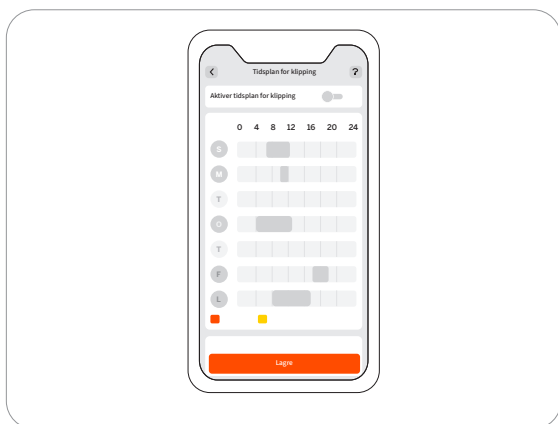 Tidsplan for klipping ?
Aktiver tidsplan for klipping
0 4 8 12 16 20 24
S
M
T
O
T
F
L
Lagre